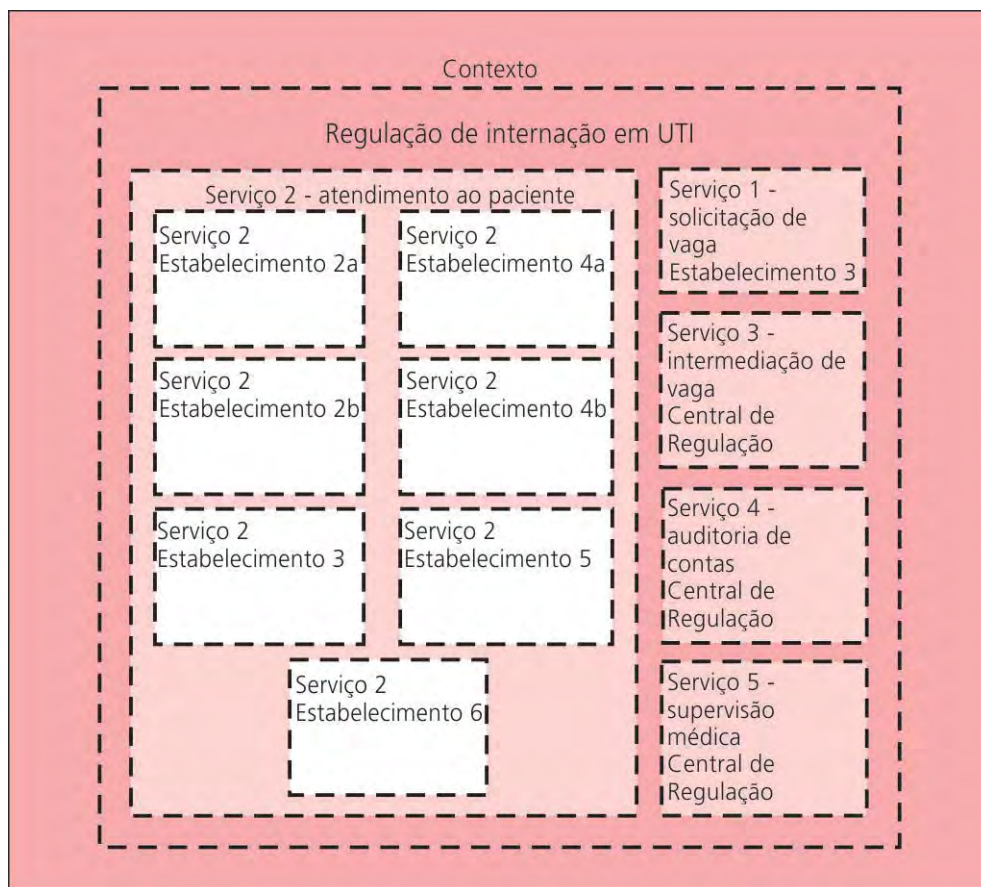 Contexto
Regulação de internação em UTI
Serviço 2 - atendimento ao paciente
Serviço 2
Estabelecimento 2a
Serviço 2
Estabelecimento 4a
Serviço 2
Estabelecimento 2b
Serviço 2
Estabelecimento 4b
Serviço 2
Estabelecimento 3
Serviço 2
Estabelecimento 5
Serviço 2
Estabelecimento 6
Serviço 1 -
solicitação de
vaga
Estabelecimento 3
Serviço 3 -
intermediação de
vaga
Central de
Regulação
Serviço 4 -
auditoria de
contas
Central de
Regulação
Serviço 5 -
supervisão
médica
Central de
Regulação